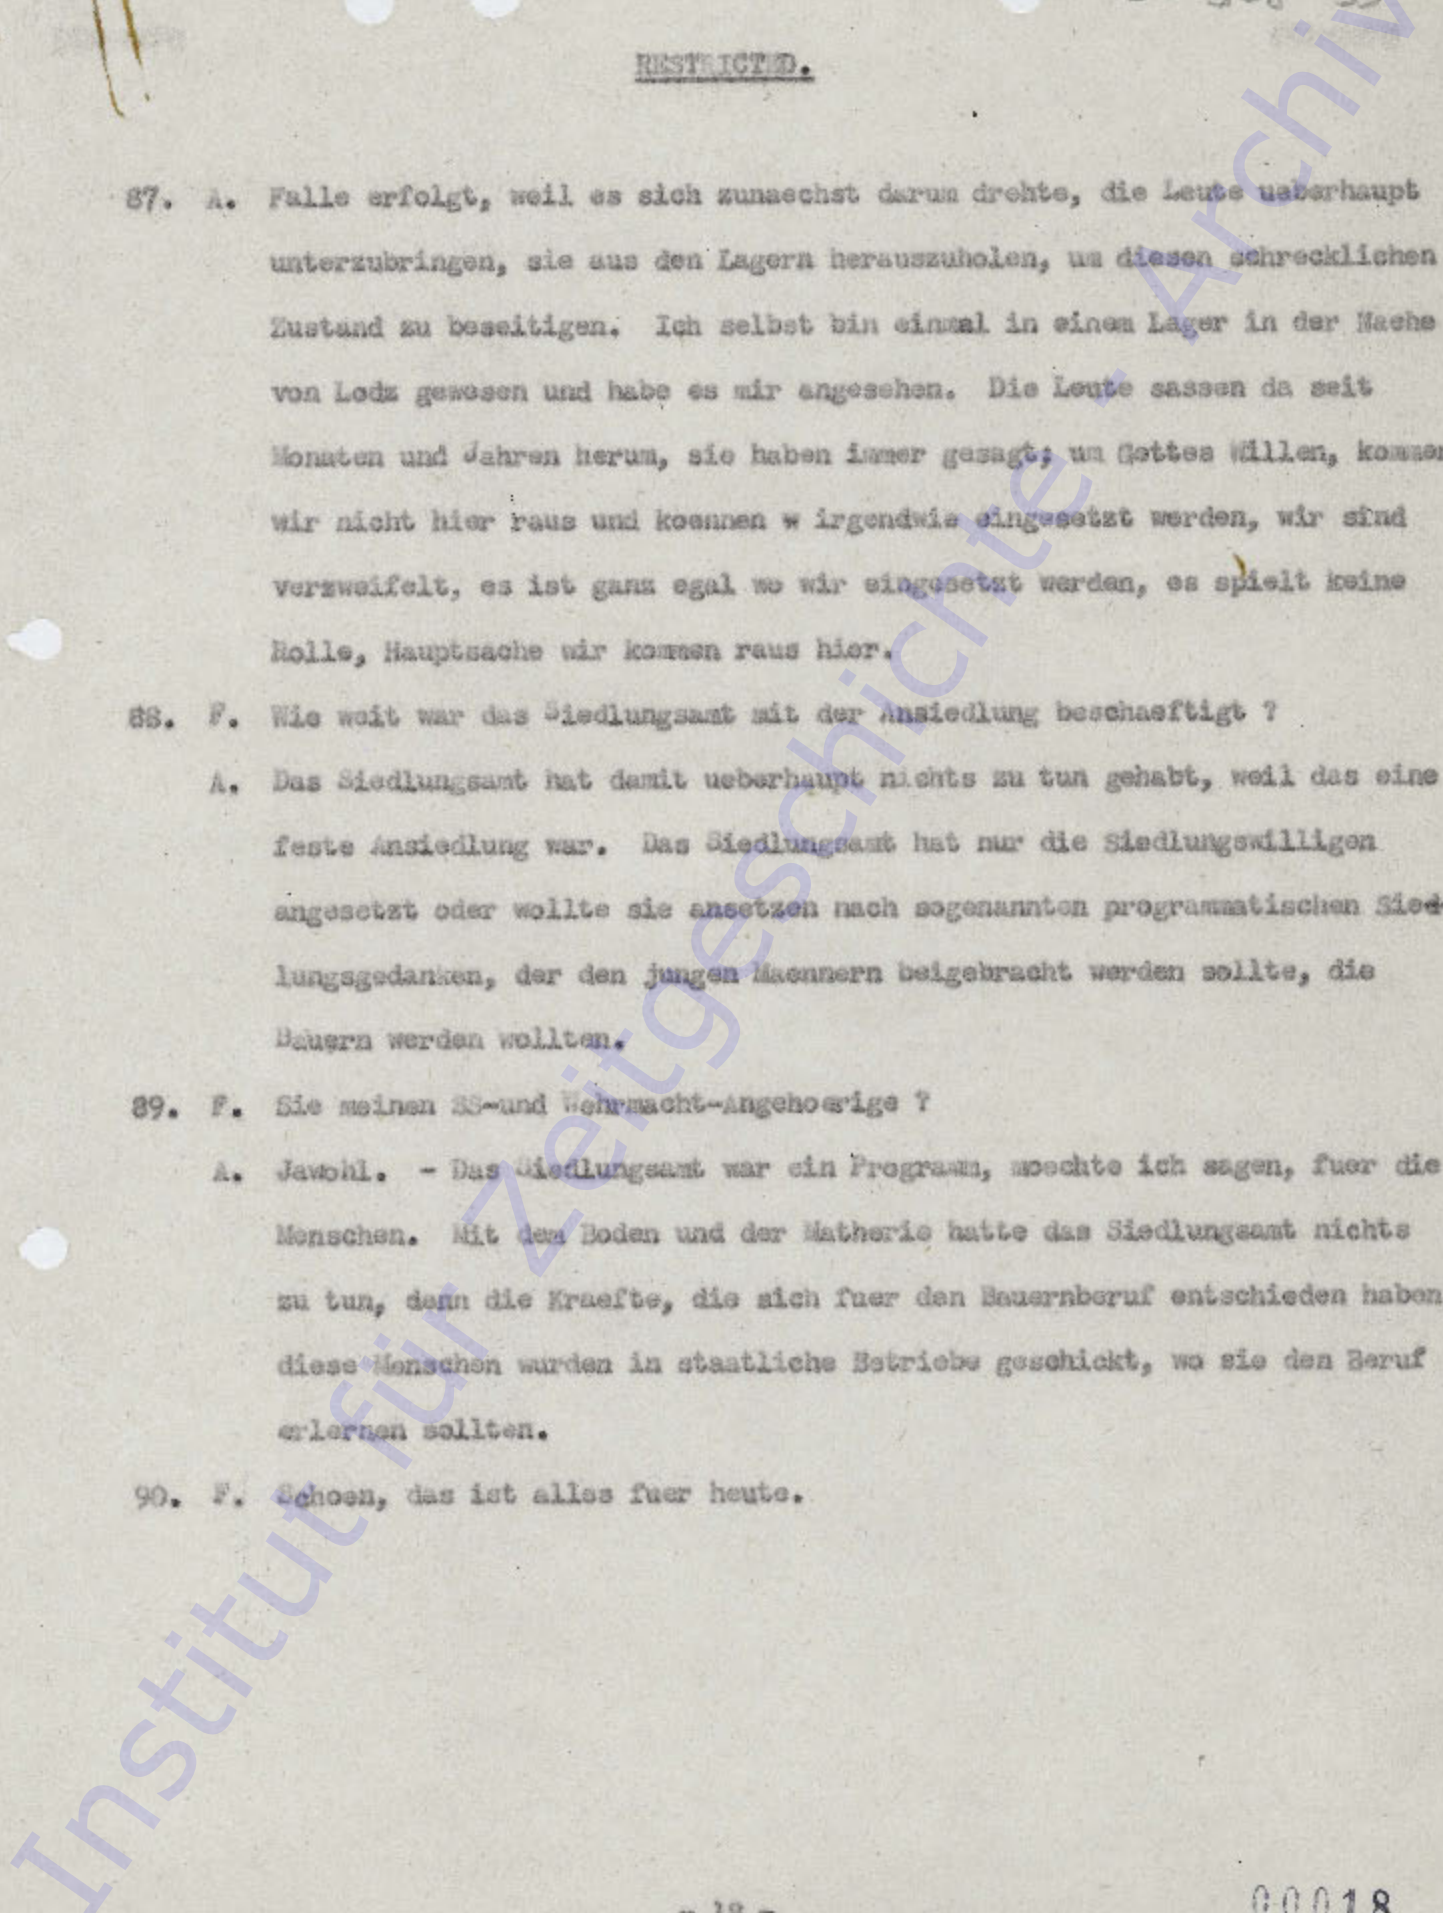 RESTRICTED.
87. A. Falle erfolgt, weil es sich zunaechst darum drehte, die Leute ueberhaupt
unterzubringen, sie aus den Lagern herauszuholen, um diesen schrecklichen
Zustand zu beseitigen. Ich selbst bin einmal in einem Lager in der Naehe
von Lodz gewesen und habe es mir angesehen. Die Leute sassen da seit
Monaten und Jahren herum, sie haben immer gesagt; um Gottes Willen, kommen
wir nicht hier raus und koennen w irgendwie eingesetzt werden, wir sind
verzweifelt, es ist ganz egal wo wir eingesetzt werden, es spielt keine
Rolle, Hauptsache wir kommen raus hier.
88. F. Wie weit war das Siedlungsamt mit der Ansiedlung beschaeftigt ?
A. Das Siedlungsamt hat damit ueberhaupt nichts zu tun gehabt, weil das eine
feste Ansiedlung war. Das Siedlungsamt hat nur die Siedlungswilligen
angesetzt oder wollte sie ansetzen nach sogenannten programmatischen Sied-
lungsgedanken, der den jungen Maennern beigebracht werden sollte, die
Bauern werden wollten.
89. F. Sie meinen SS-und Wehrmacht-Angehoerige ?
A. Jawohl. - Das Siedlungsamt war ein Programm, moechte ich sagen, fuer die
Menschen. Mit dem Boden und der Matherie hatte das Siedlungsamt nichts
zu tun, denn die Kraefte, die sich fuer den Bauernberuf entschieden haben
diese Menschen wurden in staatliche Betriebe geschickt, wo sie den Beruf
erlernen sollten.
90. F. Schoen, das ist alles fuer heute.
- 18 -
00018
Institut für Zeitgeschichte - Archiv